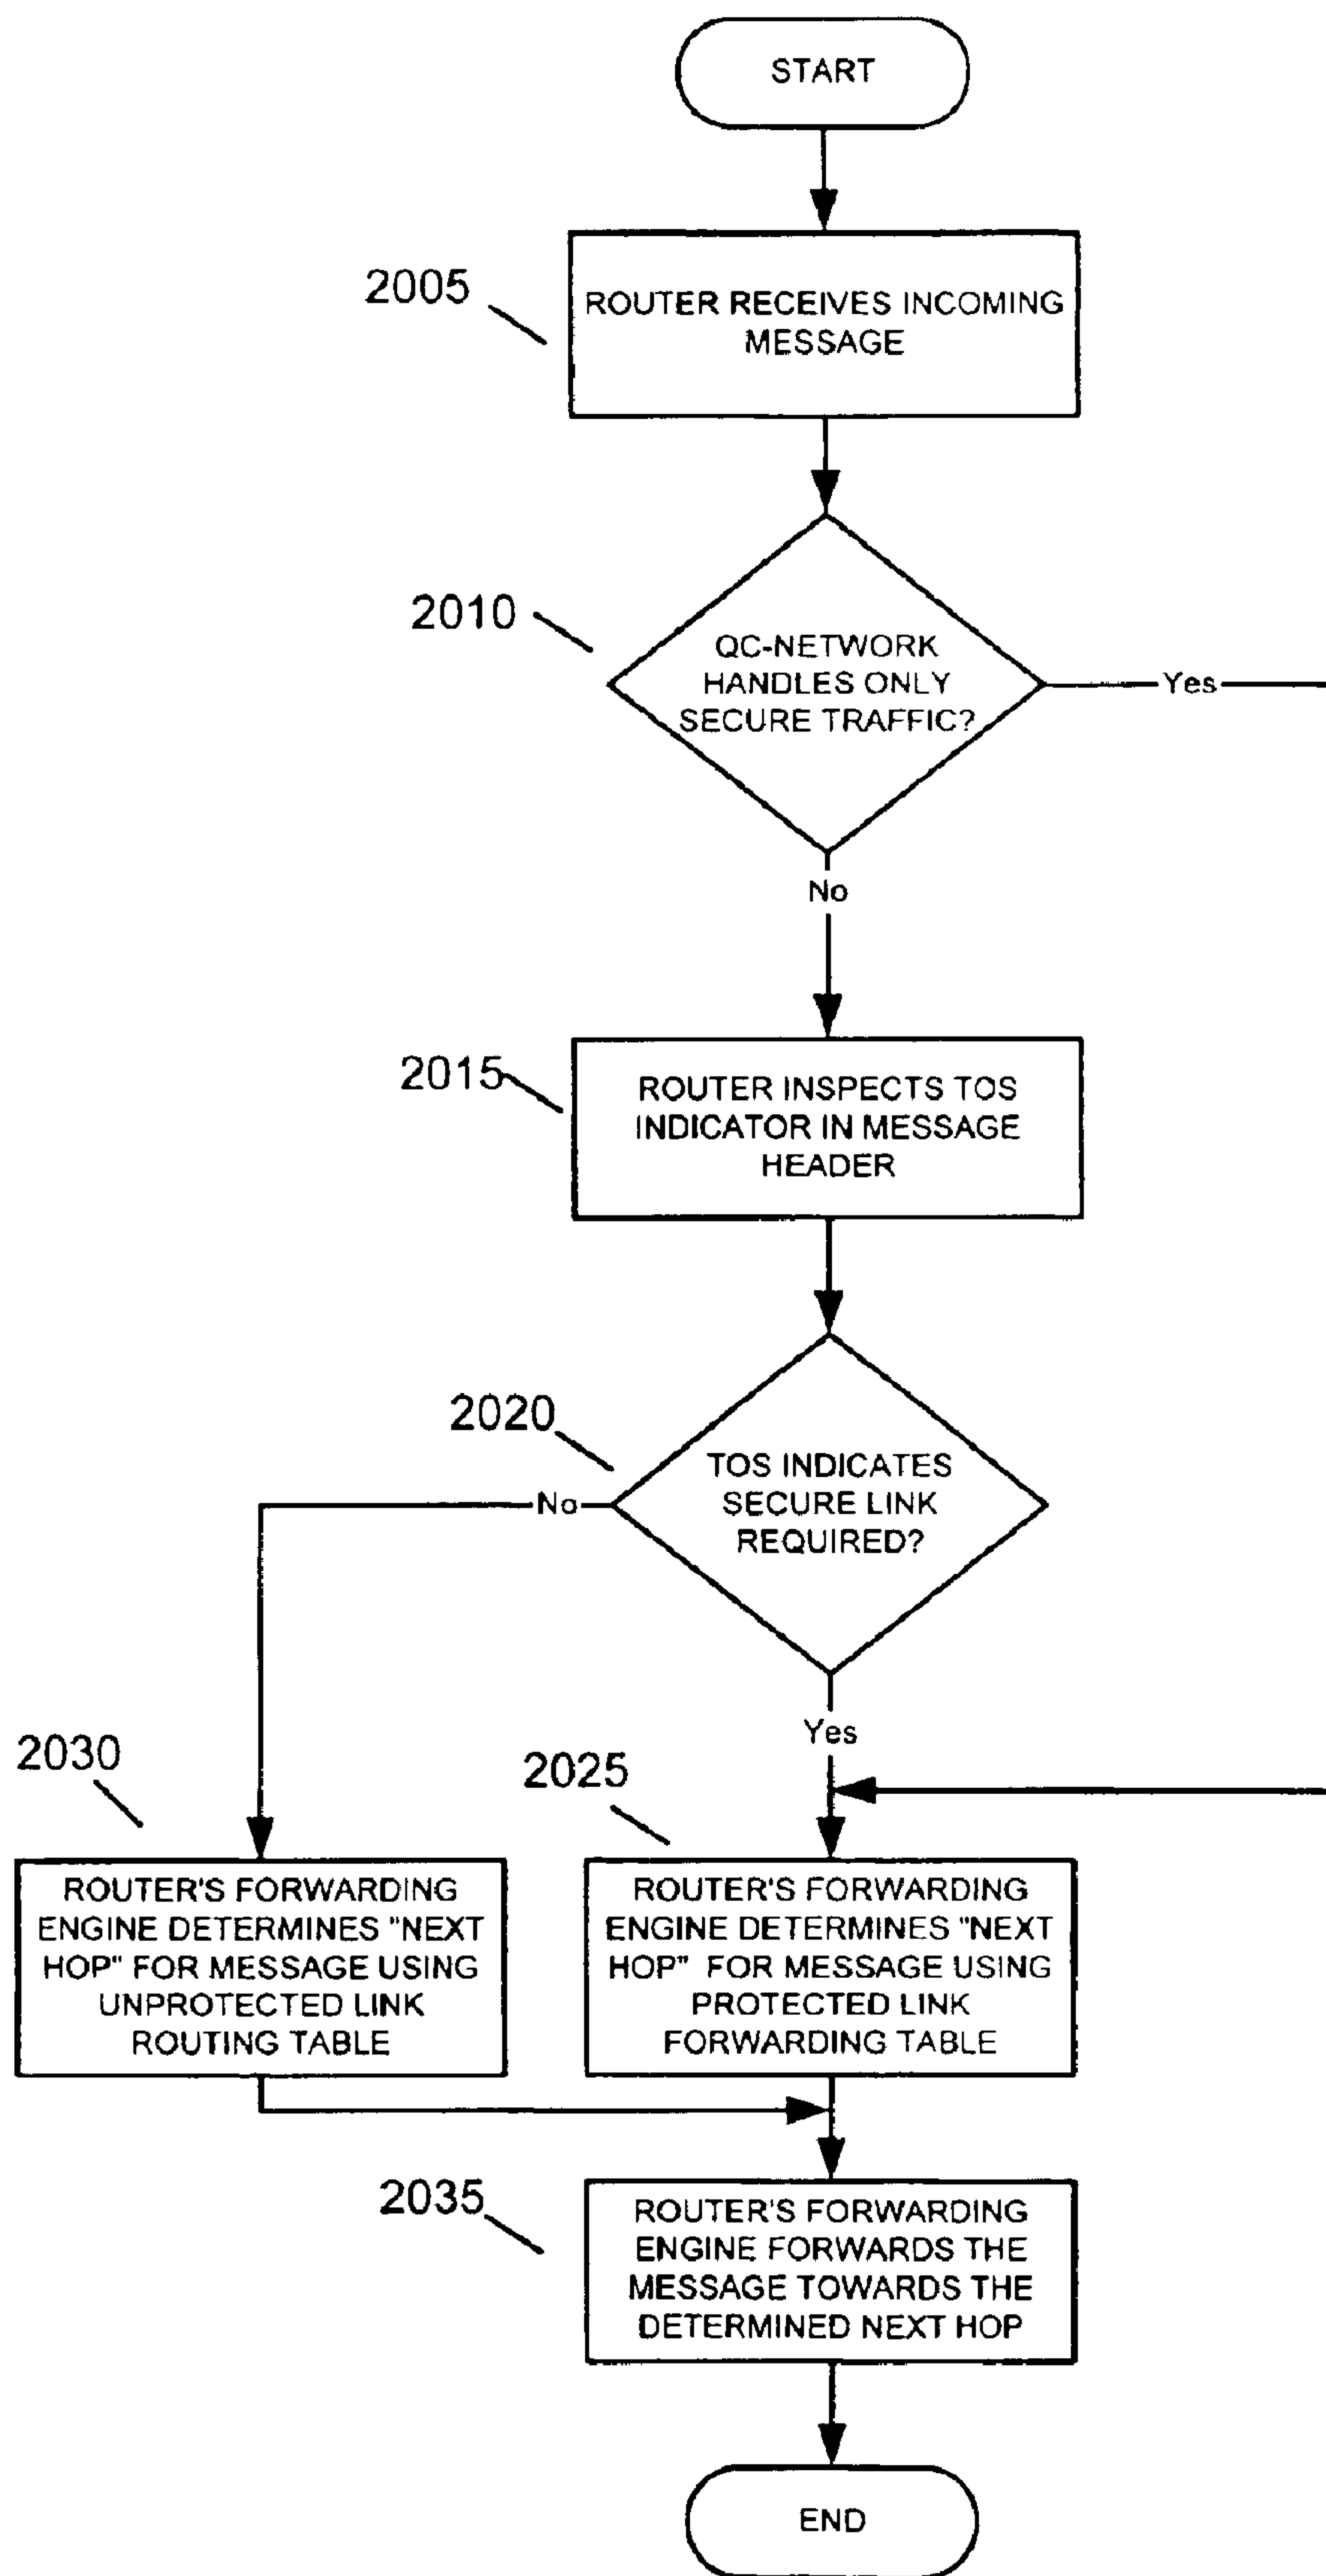 START
2005
ROUTER RECEIVES INCOMING
MESSAGE
2010
QC-NETWORK
HANDLES ONLY
SECURE TRAFFIC?
Yes
No
2015
ROUTER INSPECTS TOS
INDICATOR IN MESSAGE
HEADER
2020
TOS INDICATES
SECURE LINK
REQUIRED?
No
Yes
2030
2025
ROUTER'S FORWARDING
ENGINE DETERMINES "NEXT
HOP" FOR MESSAGE USING
UNPROTECTED LINK
ROUTING TABLE
ROUTER'S FORWARDING
ENGINE DETERMINES "NEXT
HOP" FOR MESSAGE USING
PROTECTED LINK
FORWARDING TABLE
2035
ROUTER'S FORWARDING
ENGINE FORWARDS THE
MESSAGE TOWARDS THE
DETERMINED NEXT HOP
END